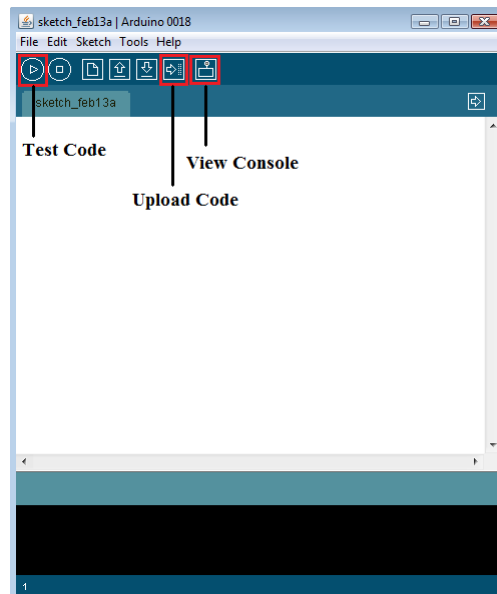 sketch_feb13a | Arduino 0018
File Edit Sketch Tools Help
sketch_feb13a
Test Code
View Console
Upload Code
1